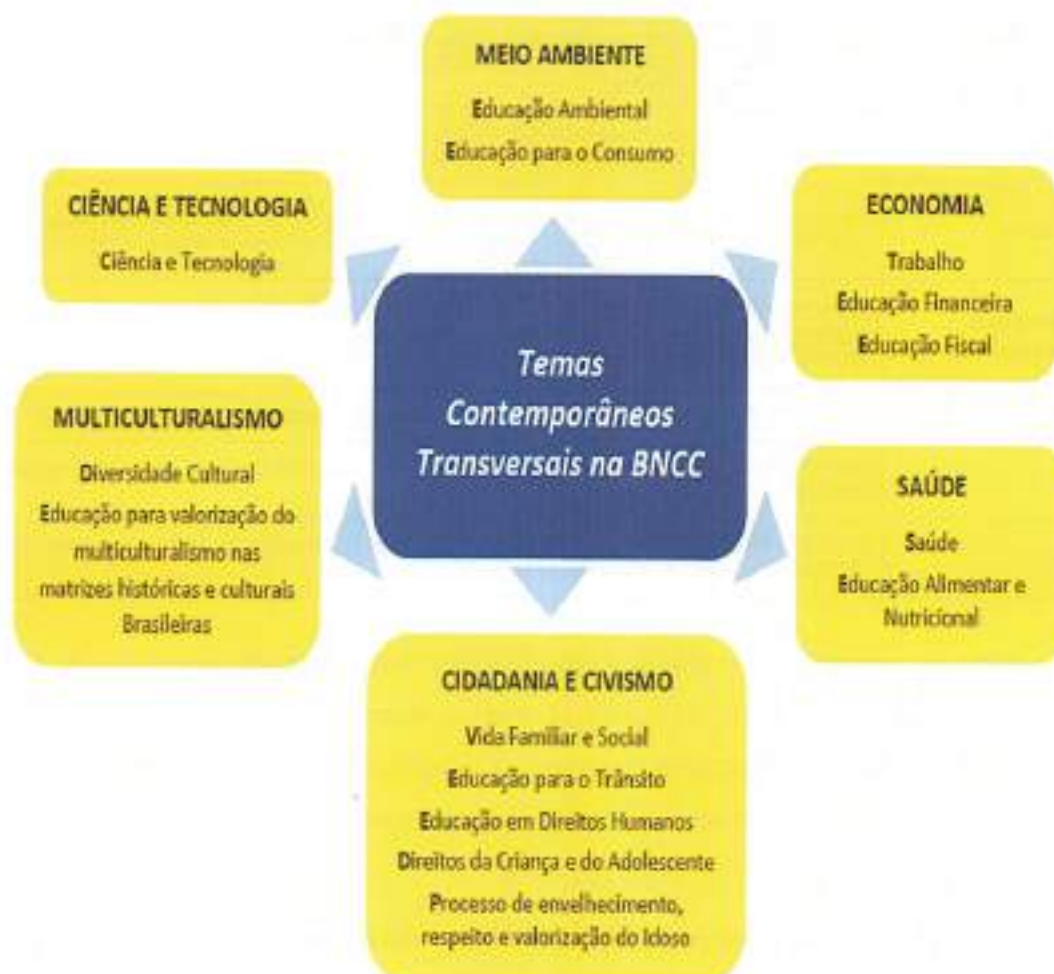 MEIO AMBIENTE
Educação Ambiental
Educação para o Consumo
CIÊNCIA E TECNOLOGIA
Ciência e Tecnologia
ECONOMIA
Trabalho
Educação Financeira
Educação Fiscal
Temas
Contemporâneos
Transversais na BNCC
MULTICULTURALISMO
Diversidade Cultural
Educação para valorização do
multiculturalismo nas
matrizes históricas e culturais
Brasileiras
SAÚDE
Saúde
Educação Alimentar e
Nutricional
CIDADANIA E CIVISMO
Vida Familiar e Social
Educação para o Trânsito
Educação em Direitos Humanos
Direitos da Criança e do Adolescente
Processo de envelhecimento,
respeito e valorização do Idoso